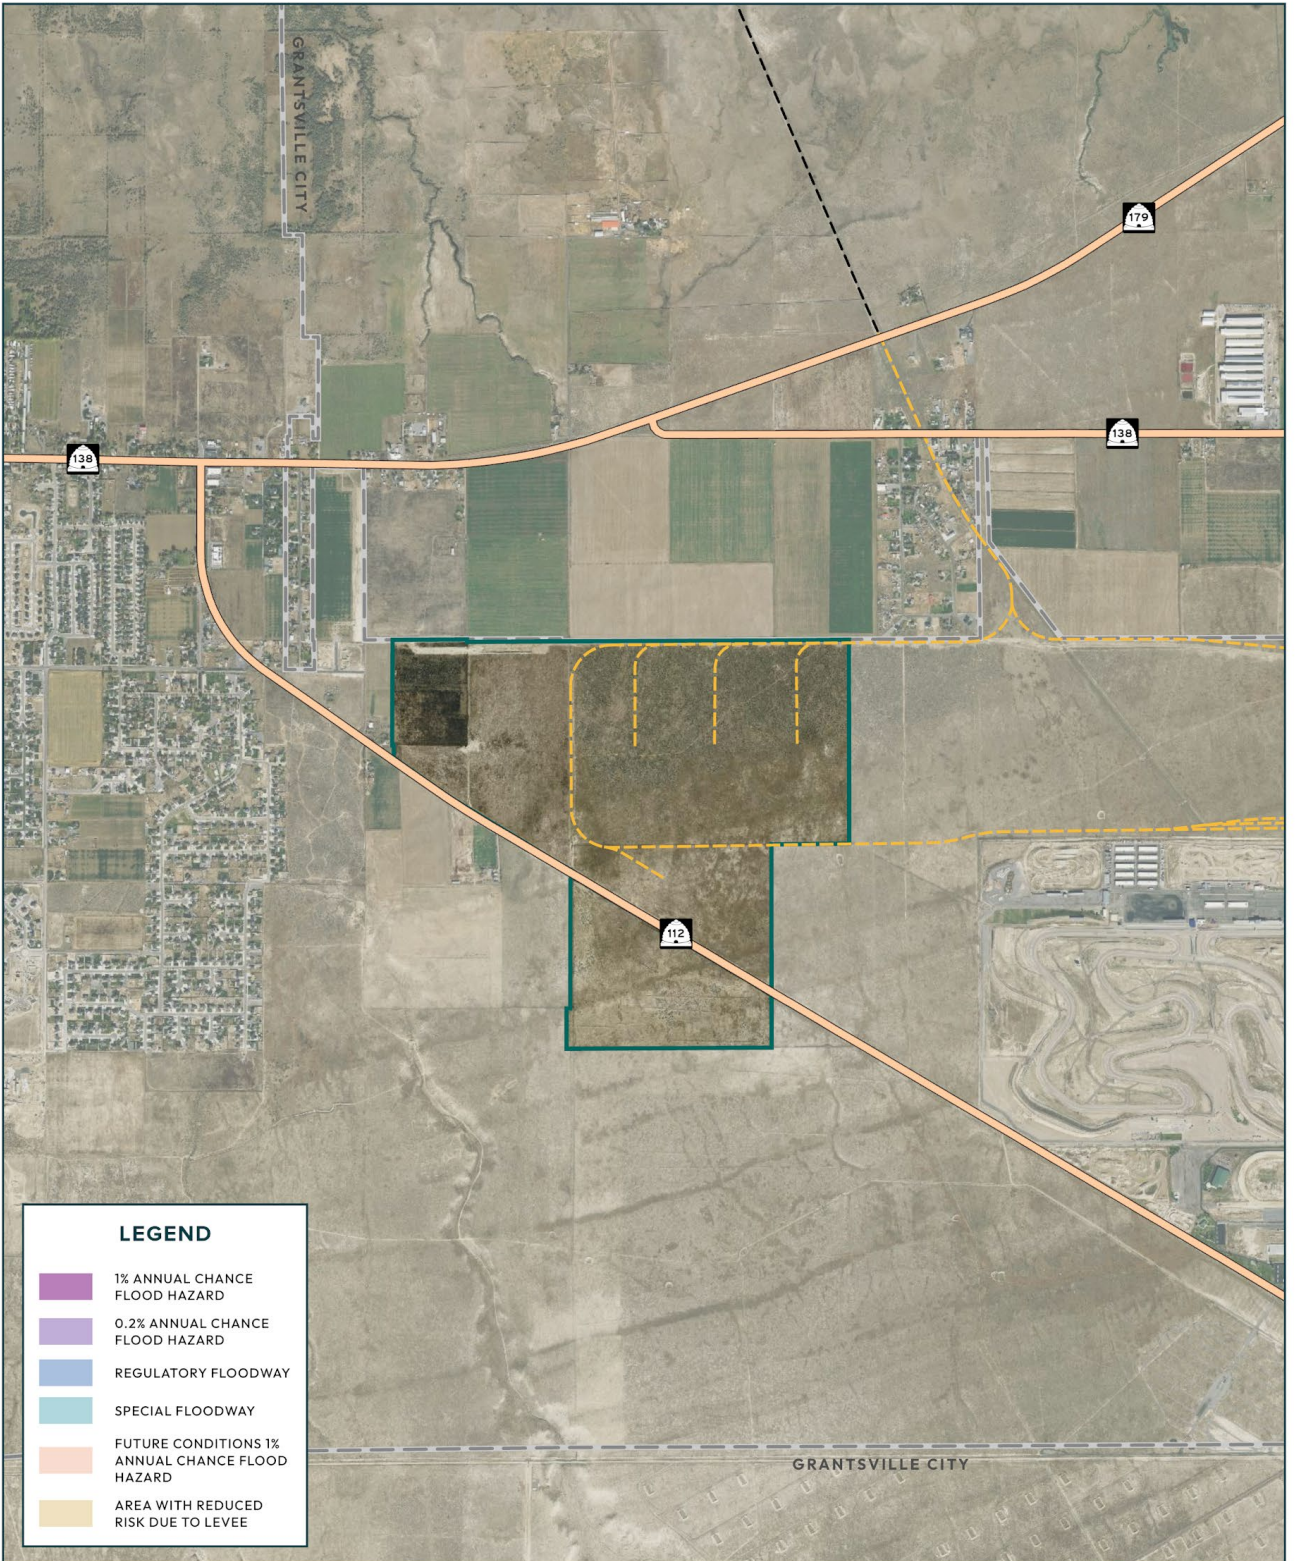 GRANTSVILLE CITY
179
138
138
112
LEGEND
1% ANNUAL CHANCE
FLOOD HAZARD
0.2% ANNUAL CHANCE
FLOOD HAZARD
REGULATORY FLOODWAY
SPECIAL FLOODWAY
FUTURE CONDITIONS 1%
ANNUAL CHANCE FLOOD
HAZARD
AREA WITH REDUCED
RISK DUE TO LEVEE
GRANTSVILLE CITY